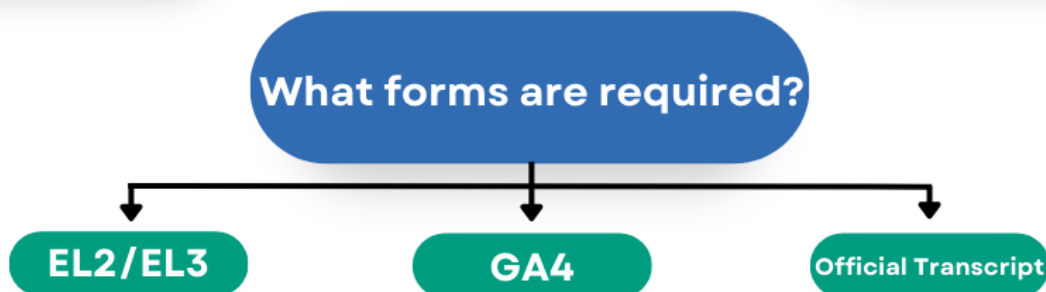 What forms are required?
EL2/EL3
GA4
Official Transcript